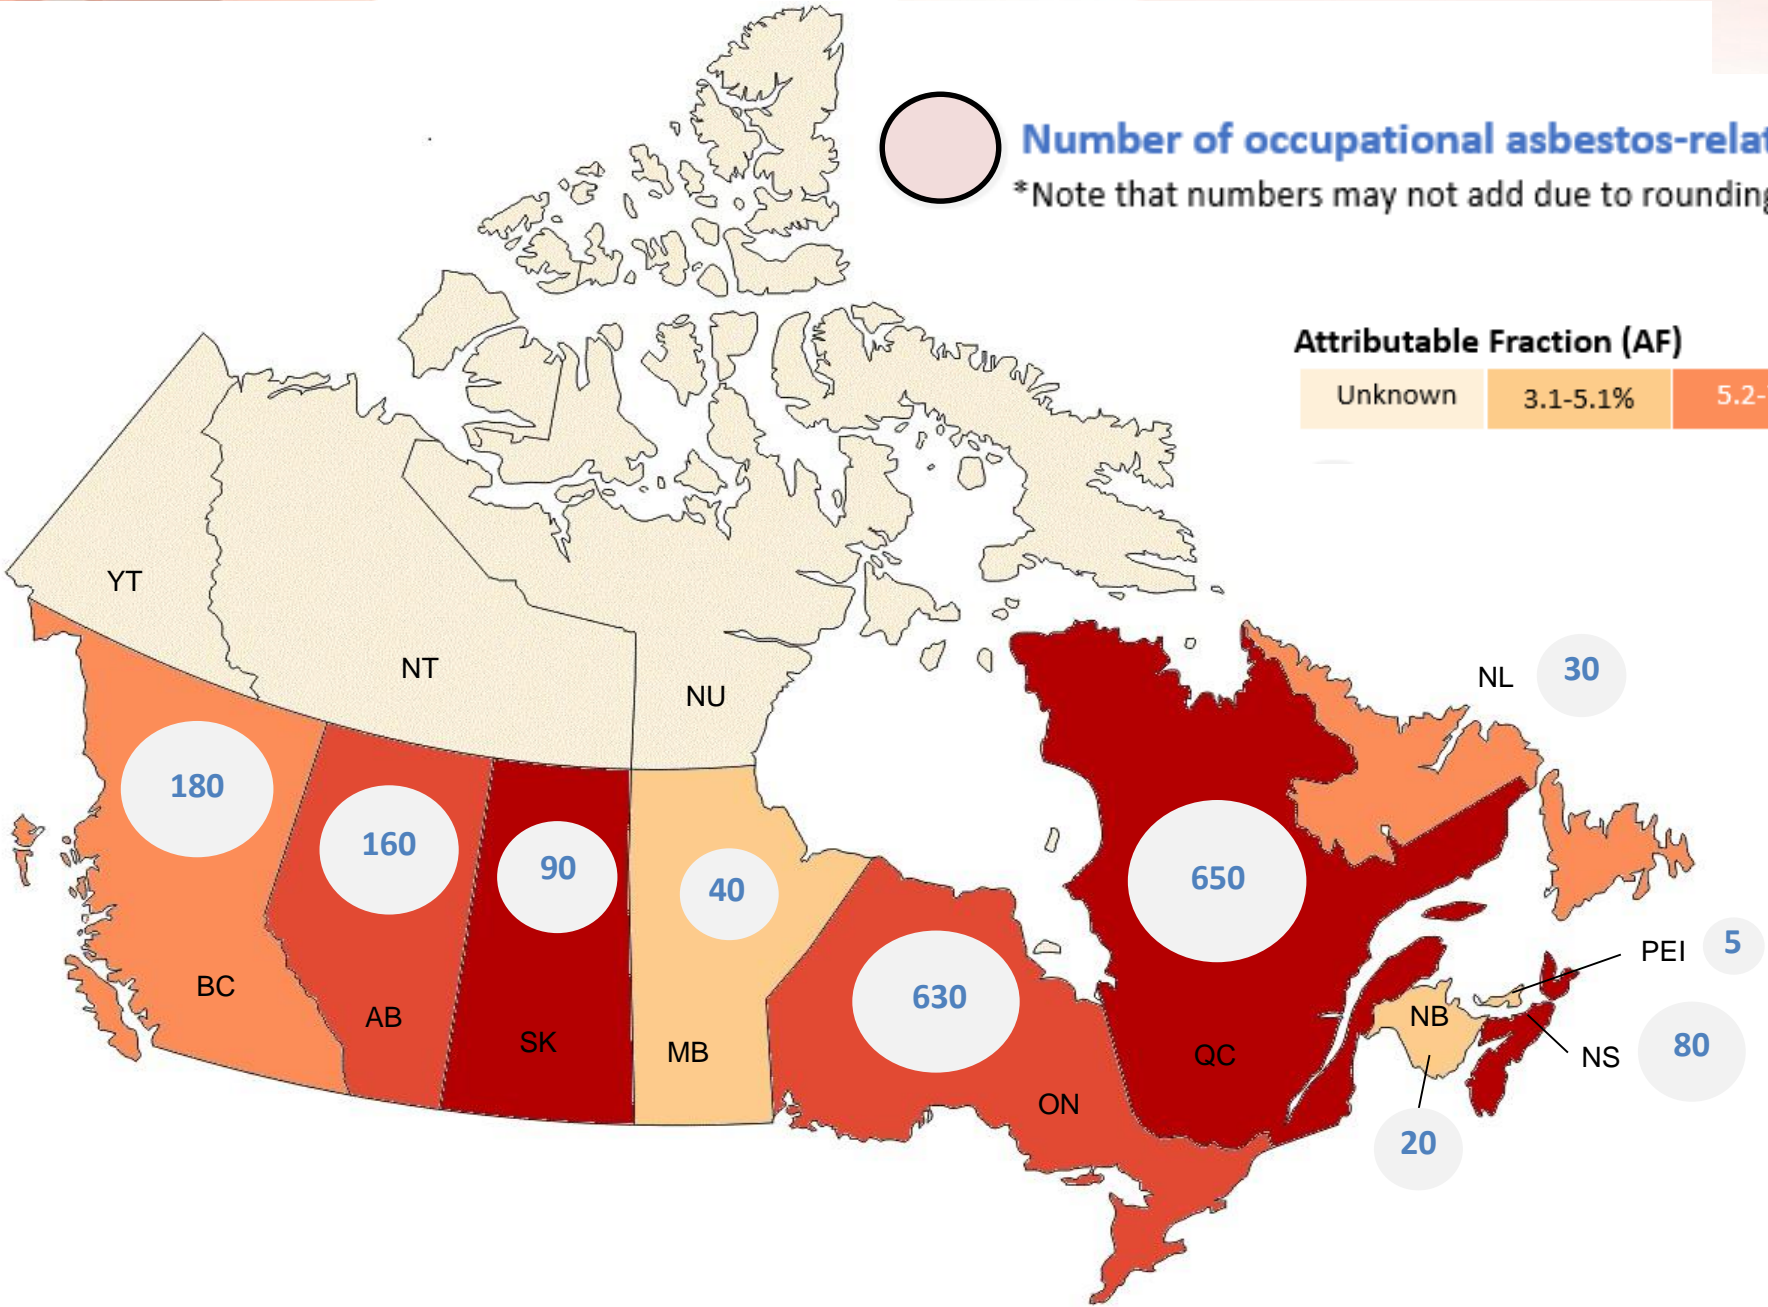 Number of occupational asbestos-relat
*Note that numbers may not add due to rounding
Attributable Fraction (AF)
Unknown 3.1-5.1% 5.2-
YT
NT
NU
NL 30
180
160
90
40
650
630
PEI 5
BC
AB
SK
MB
ON
QC
NB
NS 80
20